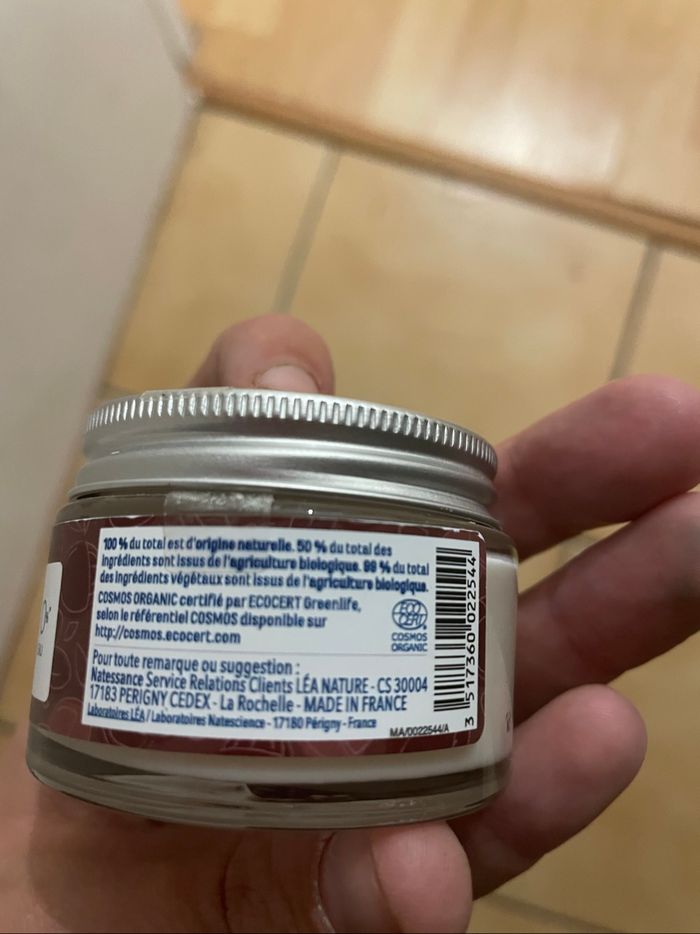 100 % du total est d'origine naturelle. 50 % du total des
ingrédients sont issus de l'agriculture biologique. 99 % du total
des ingrédients végétaux sont issus de l'agriculture biologique.
COSMOS ORGANIC certifié par ECOCERT Greenlife,
selon le référentiel COSMOS disponible sur
http://cosmos.ecocert.com
ECO
CERT
COSMOS
ORGANIC
Pour toute remarque ou suggestion :
Natessance Service Relations Clients LÉA NATURE - CS 30004
17183 PERIGNY CEDEX - La Rochelle - MADE IN FRANCE
Laboratoires LÉA / Laboratoires Natescience - 17180 Périgny - France
MA/0022544/A
3 517360 022544